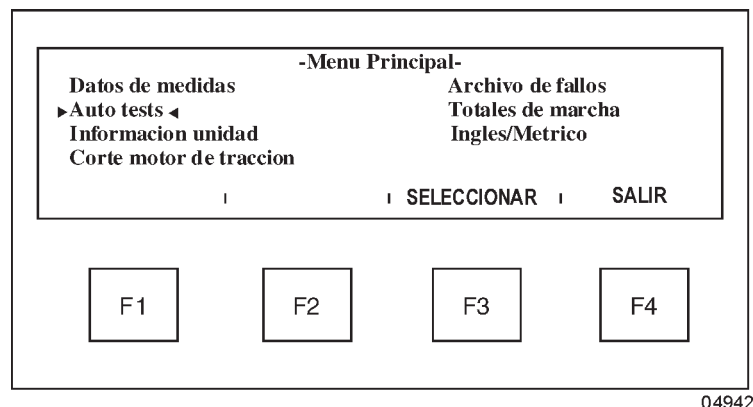 -Menu Principal-
Datos de medidas Archivo de fallos
Auto tests Totales de marcha
Informacion unidad Ingles/Metrico
Corte motor de traccion
SELECCIONAR SALIR
F1 F2 F3 F4
04942